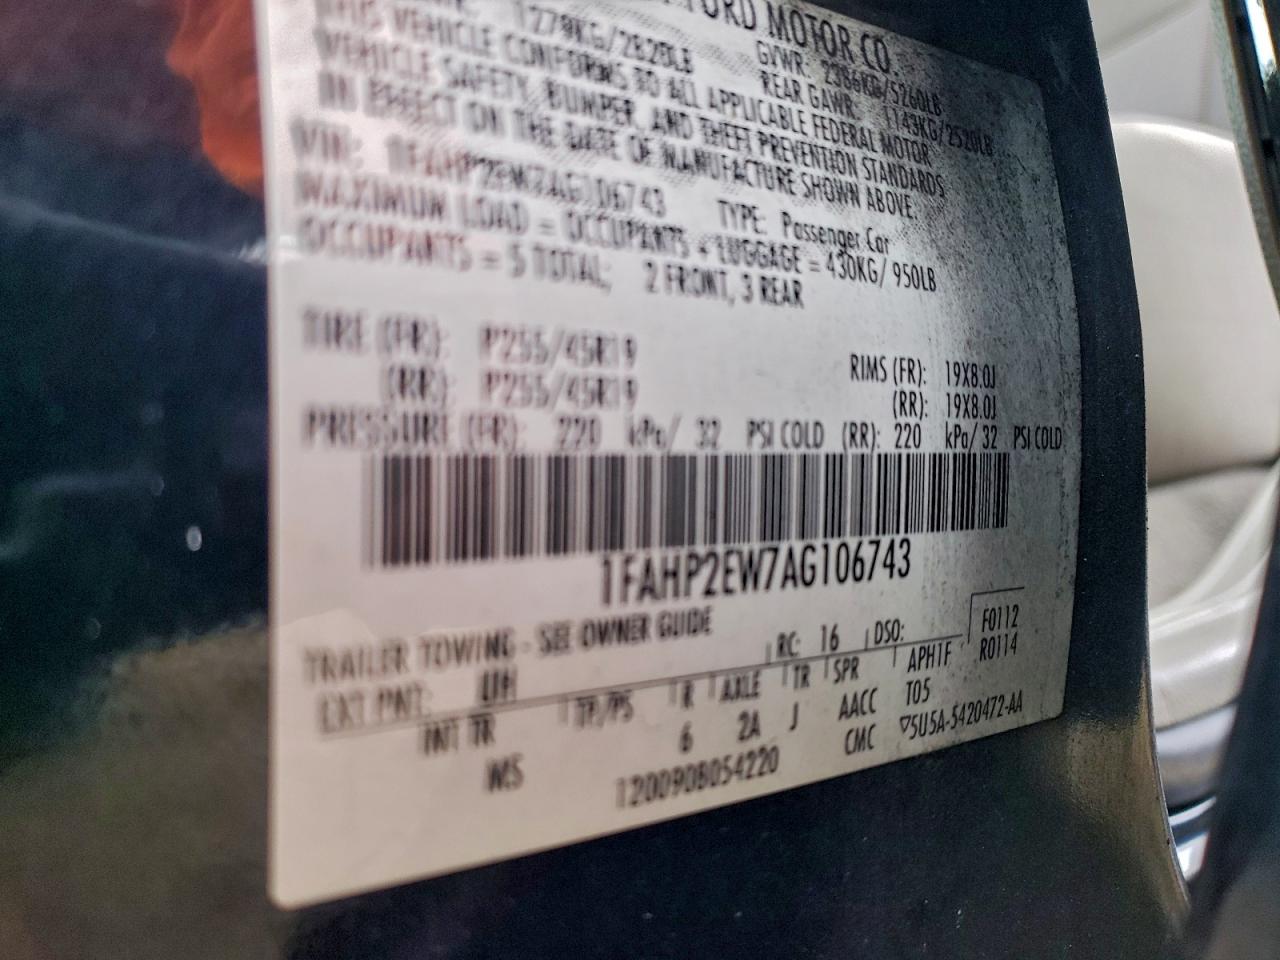 FORD MOTOR CO.
1279KG/2820LB GVWR: 2386KG/5260LB
REAR GAWR: 1143KG/2520LB
THIS VEHICLE CONFORMS TO ALL APPLICABLE FEDERAL MOTOR
VEHICLE SAFETY, BUMPER, AND THEFT PREVENTION STANDARDS
IN EFFECT ON THE DATE OF MANUFACTURE SHOWN ABOVE.
VIN: 1FAHP2EW7AG106743 TYPE: Passenger Car
MAXIMUM LOAD = OCCUPANTS + LUGGAGE = 430KG/ 950LB
OCCUPANTS = 5 TOTAL; 2 FRONT, 3 REAR
TIRE (FR): P255/45R19 RIMS (FR): 19X8.0J
(RR): P255/45R19 (RR): 19X8.0J
PRESSURE (FR): 220 kPa/ 32 PSI COLD (RR): 220 kPa/ 32 PSI COLD
1FAHP2EW7AG106743
TRAILER TOWING - SEE OWNER GUIDE
F0112
EXT PNT: UH RC: 16 DSO: R0114
INT TR TP/PS R AXLE TR SPR APH1F
MS 6 2A J AACC T05
1200908054220 CMC ▽5U5A-5420472-AA